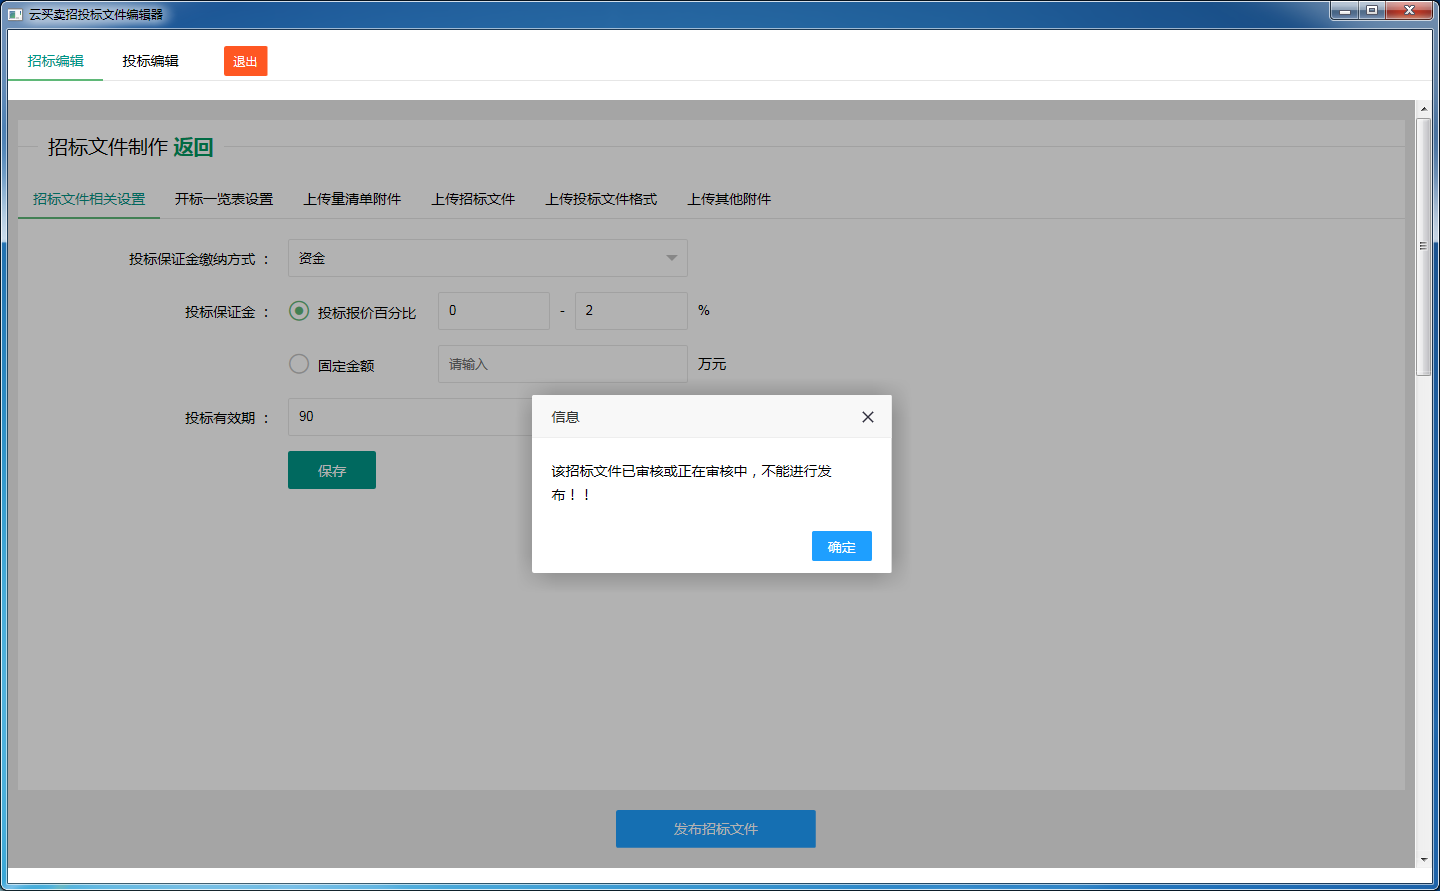 云买卖招投标文件编辑器
招标编辑 投标编辑 退出
招标文件制作 返回
招标文件相关设置 开标一览表设置 上传量清单附件 上传招标文件 上传投标文件格式 上传其他附件
投标保证金缴纳方式 ： 资金
投标保证金 ： 投标报价百分比 0 - 2 %
固定金额 请输入 万元
投标有效期 ： 90
保存
信息
该招标文件已审核或正在审核中，不能进行发
布！！
确定
发布招标文件